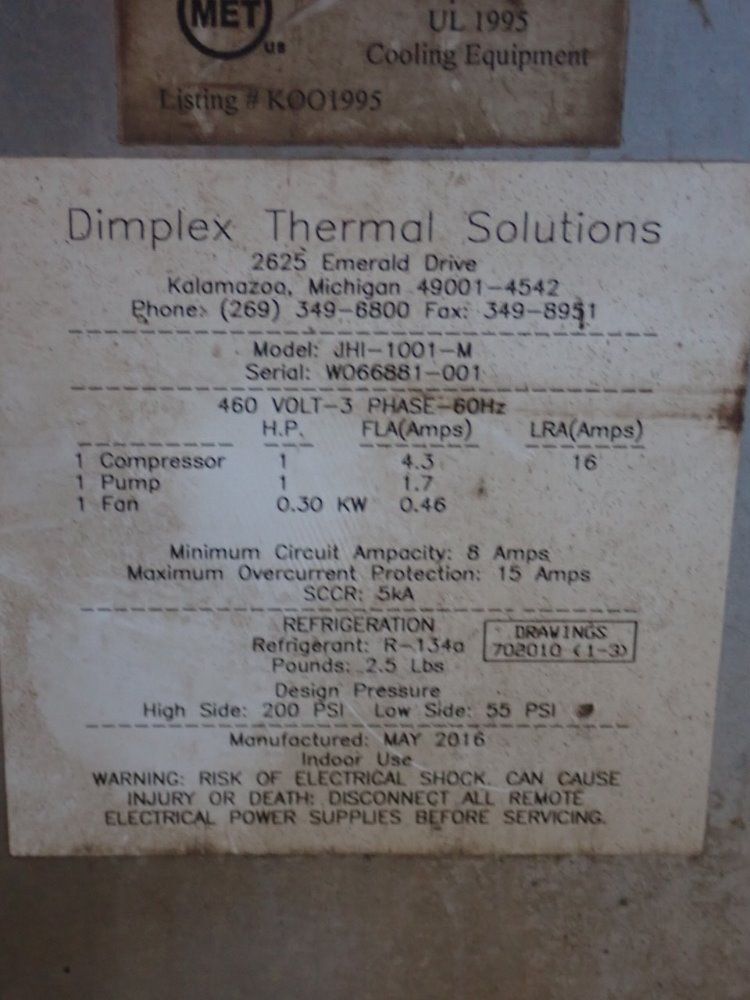 MET
US
UL 1995
Cooling Equipment
Listing # KOO1995
Dimplex Thermal Solutions
2625 Emerald Drive
Kalamazoo, Michigan 49001-4542
Phone: (269) 349-6800 Fax: 349-8951
Model: JHI-1001-M
Serial: W066881-001
460 VOLT-3 PHASE-60Hz
H.P. FLA(Amps) LRA(Amps)
1 Compressor 1 4.3 16
1 Pump 1 1.7
1 Fan 0.30 KW 0.46
Minimum Circuit Ampacity: 8 Amps
Maximum Overcurrent Protection: 15 Amps
SCCR: 5kA
REFRIGERATION
Refrigerant: R-134a
Pounds: 2.5 Lbs
DRAWINGS
702010 (1-3)
Design Pressure
High Side: 200 PSI Low Side: 55 PSI
Manufactured: MAY 2016
Indoor Use
WARNING: RISK OF ELECTRICAL SHOCK. CAN CAUSE
INJURY OR DEATH: DISCONNECT ALL REMOTE
ELECTRICAL POWER SUPPLIES BEFORE SERVICING.